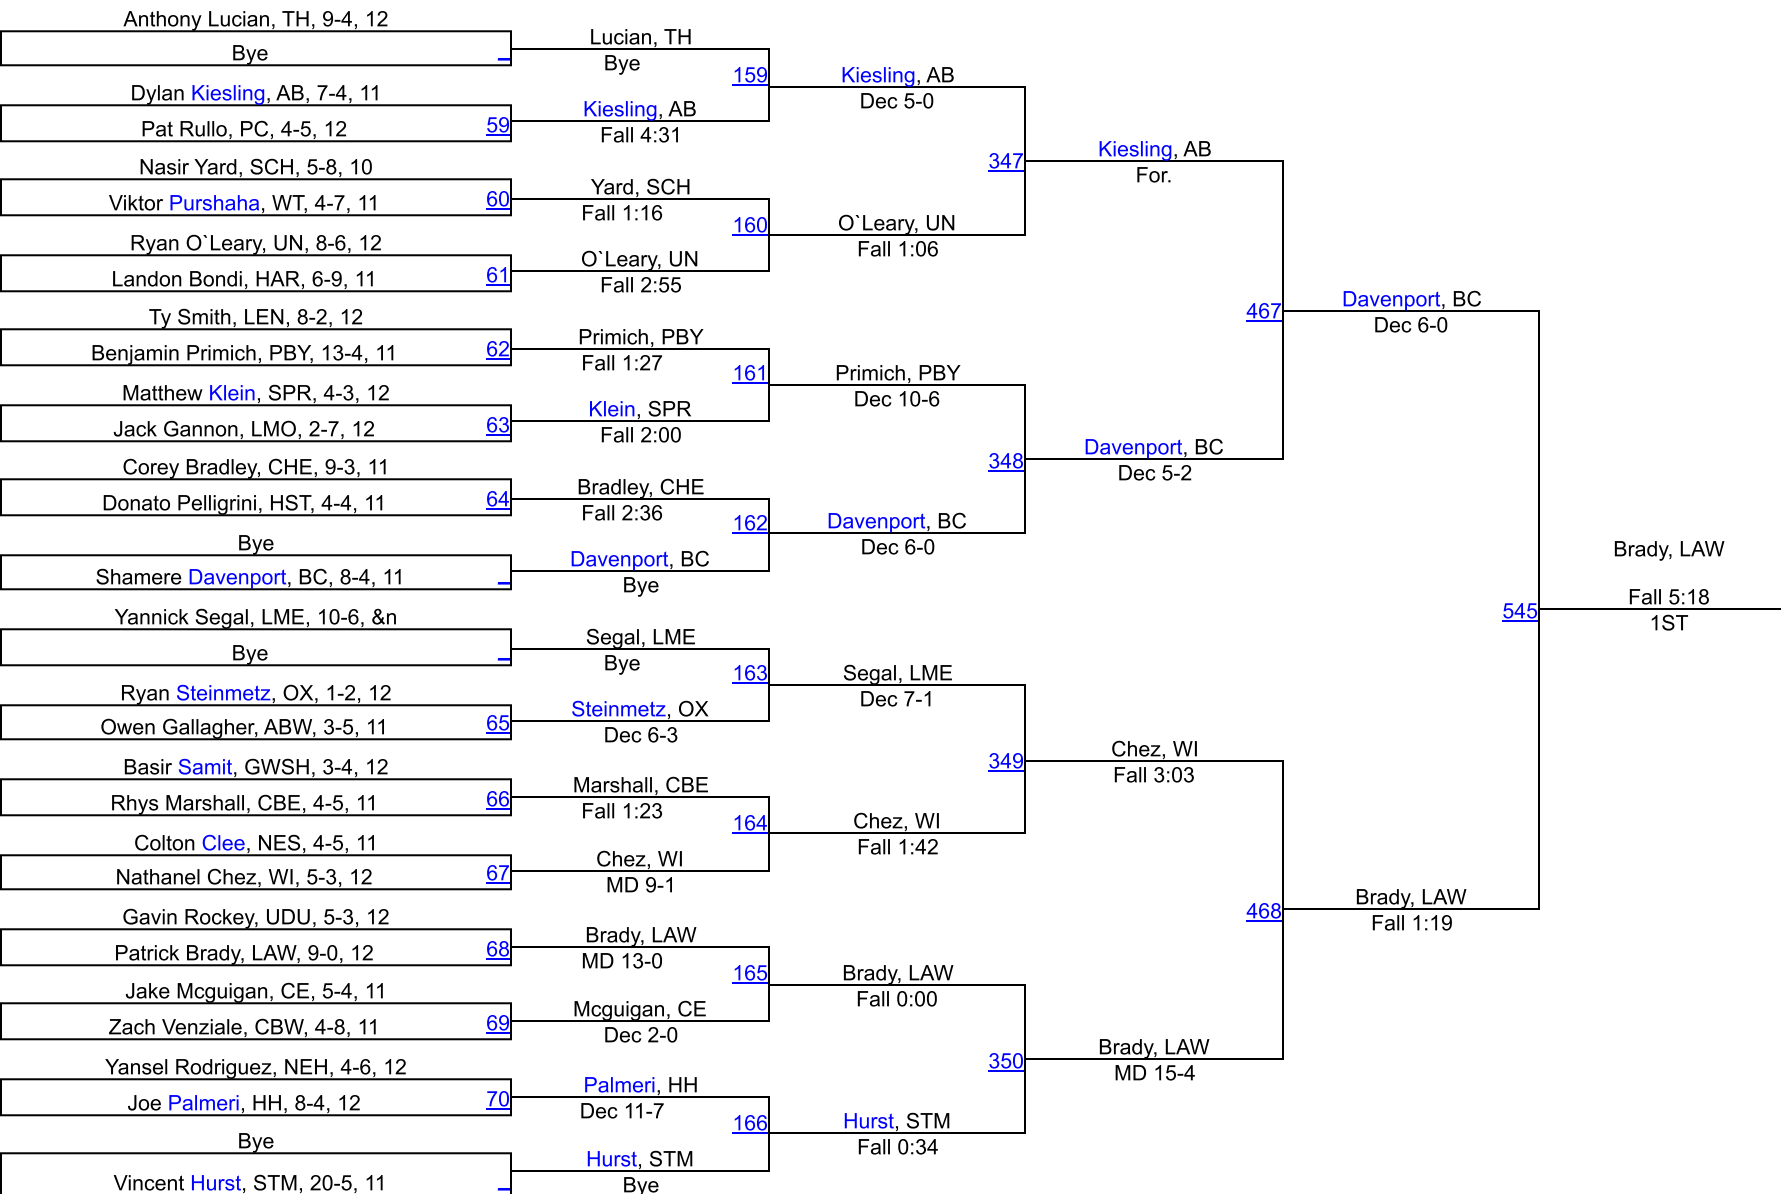 Anthony Lucian, TH, 9-4, 12
Bye
Dylan Kiesling, AB, 7-4, 11
59
Pat Rullo, PC, 4-5, 12
Nasir Yard, SCH, 5-8, 10
60
Viktor Purshaha, WT, 4-7, 11
Ryan O`Leary, UN, 8-6, 12
61
Landon Bondi, HAR, 6-9, 11
Ty Smith, LEN, 8-2, 12
62
Benjamin Primich, PBY, 13-4, 11
Matthew Klein, SPR, 4-3, 12
63
Jack Gannon, LMO, 2-7, 12
Corey Bradley, CHE, 9-3, 11
64
Donato Pelligrini, HST, 4-4, 11
Bye
Shamere Davenport, BC, 8-4, 11
Yannick Segal, LME, 10-6, &n
Bye
Ryan Steinmetz, OX, 1-2, 12
65
Owen Gallagher, ABW, 3-5, 11
Basir Samit, GWSH, 3-4, 12
66
Rhys Marshall, CBE, 4-5, 11
Colton Clee, NES, 4-5, 11
67
Nathanel Chez, WI, 5-3, 12
Gavin Rockey, UDU, 5-3, 12
68
Patrick Brady, LAW, 9-0, 12
Jake Mcguigan, CE, 5-4, 11
69
Zach Venziale, CBW, 4-8, 11
Yansel Rodriguez, NEH, 4-6, 12
70
Joe Palmeri, HH, 8-4, 12
Bye
Vincent Hurst, STM, 20-5, 11
Lucian, TH
Bye
159
Kiesling, AB
Fall 4:31
Yard, SCH
Fall 1:16
160
O`Leary, UN
Fall 2:55
Primich, PBY
Fall 1:27
161
Klein, SPR
Fall 2:00
Bradley, CHE
Fall 2:36
162
Davenport, BC
Bye
Segal, LME
Bye
163
Steinmetz, OX
Dec 6-3
Marshall, CBE
Fall 1:23
164
Chez, WI
MD 9-1
Brady, LAW
MD 13-0
165
Mcguigan, CE
Dec 2-0
Palmeri, HH
Dec 11-7
166
Hurst, STM
Bye
Kiesling, AB
Dec 5-0
347
O`Leary, UN
Fall 1:06
Primich, PBY
Dec 10-6
348
Davenport, BC
Dec 6-0
Segal, LME
Dec 7-1
349
Chez, WI
Fall 1:42
Brady, LAW
Fall 0:00
350
Hurst, STM
Fall 0:34
Kiesling, AB
For.
467
Davenport, BC
Dec 5-2
Chez, WI
Fall 3:03
468
Brady, LAW
MD 15-4
Davenport, BC
Dec 6-0
545
Brady, LAW
Fall 1:19
Brady, LAW
Fall 5:18
1ST